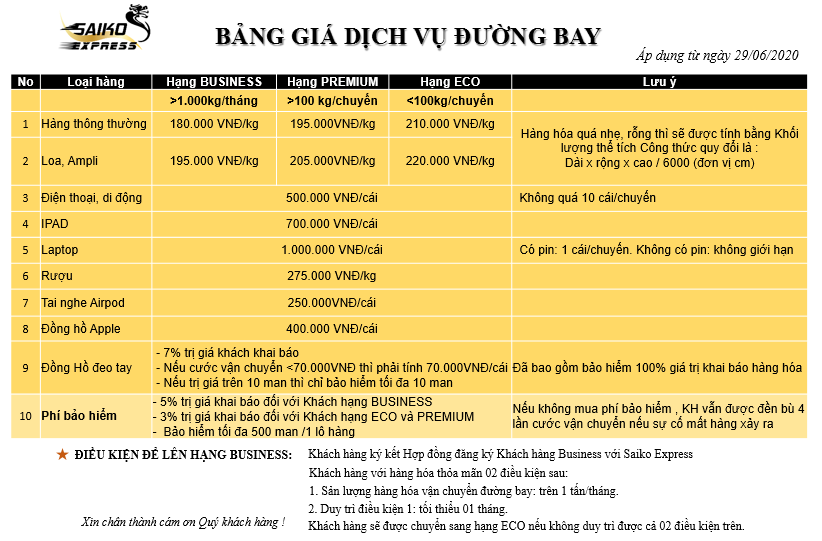 SAIKO
EXPRESS
BẢNG GIÁ DỊCH VỤ ĐƯỜNG BAY
Áp dụng từ ngày 29/06/2020
No Loại hàng Hạng BUSINESS Hạng PREMIUM Hạng ECO Lưu ý
>1.000kg/tháng >100 kg/chuyến <100kg/chuyến
1 Hàng thông thường 180.000 VNĐ/kg 195.000VNĐ/kg 210.000 VNĐ/kg
2 Loa, Ampli 195.000 VNĐ/kg 205.000VNĐ/kg 220.000 VNĐ/kg
Hàng hóa quá nhẹ, rỗng thì sẽ được tính bằng Khối
lượng thể tích Công thức quy đổi là :
Dài x rộng x cao / 6000 (đơn vị cm)
3 Điện thoại, di động 500.000 VNĐ/cái Không quá 10 cái/chuyến
4 IPAD 700.000 VNĐ/cái
5 Laptop 1.000.000 VNĐ/cái Có pin: 1 cái/chuyến. Không có pin: không giới hạn
6 Rượu 275.000 VNĐ/kg
7 Tai nghe Airpod 250.000VNĐ/cái
8 Đồng hồ Apple 400.000 VNĐ/cái
9 Đồng Hồ đeo tay
- 7% trị giá khách khai báo
- Nếu cước vận chuyển <70.000VNĐ thì phải tính 70.000VNĐ/cái
- Nếu trị giá trên 10 man thì chỉ bảo hiểm tối đa 10 man
Đã bao gồm bảo hiểm 100% giá trị khai báo hàng hóa
10 Phí bảo hiểm
- 5% trị giá khai báo đối với Khách hạng BUSINESS
- 3% trị giá khai báo đối với Khách hạng ECO và PREMIUM
- Bảo hiểm tối đa 500 man /1 lô hàng
Nếu không mua phí bảo hiểm , KH vẫn được đền bù 4
lần cước vận chuyển nếu sự cố mất hàng xảy ra
★ ĐIỀU KIỆN ĐỂ LÊN HẠNG BUSINESS: Khách hàng ký kết Hợp đồng đăng ký Khách hàng Business với Saiko Express
Khách hàng với hàng hóa thỏa mãn 02 điều kiện sau:
1. Sản lượng hàng hóa vận chuyển đường bay: trên 1 tấn/tháng.
2. Duy trì điều kiện 1: tối thiểu 01 tháng.
Xin chân thành cám ơn Quý khách hàng ! Khách hàng sẽ được chuyển sang hạng ECO nếu không duy trì được cả 02 điều kiện trên.